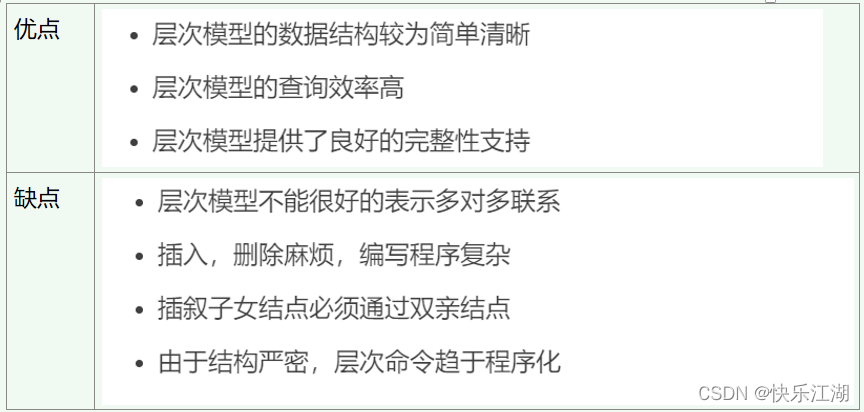 优点
• 层次模型的数据结构较为简单清晰
• 层次模型的查询效率高
• 层次模型提供了良好的完整性支持
缺点
• 层次模型不能很好的表示多对多联系
• 插入，删除麻烦，编写程序复杂
• 插叙子女结点必须通过双亲结点
• 由于结构严密，层次命令趋于程序化
CSDN @快乐江湖